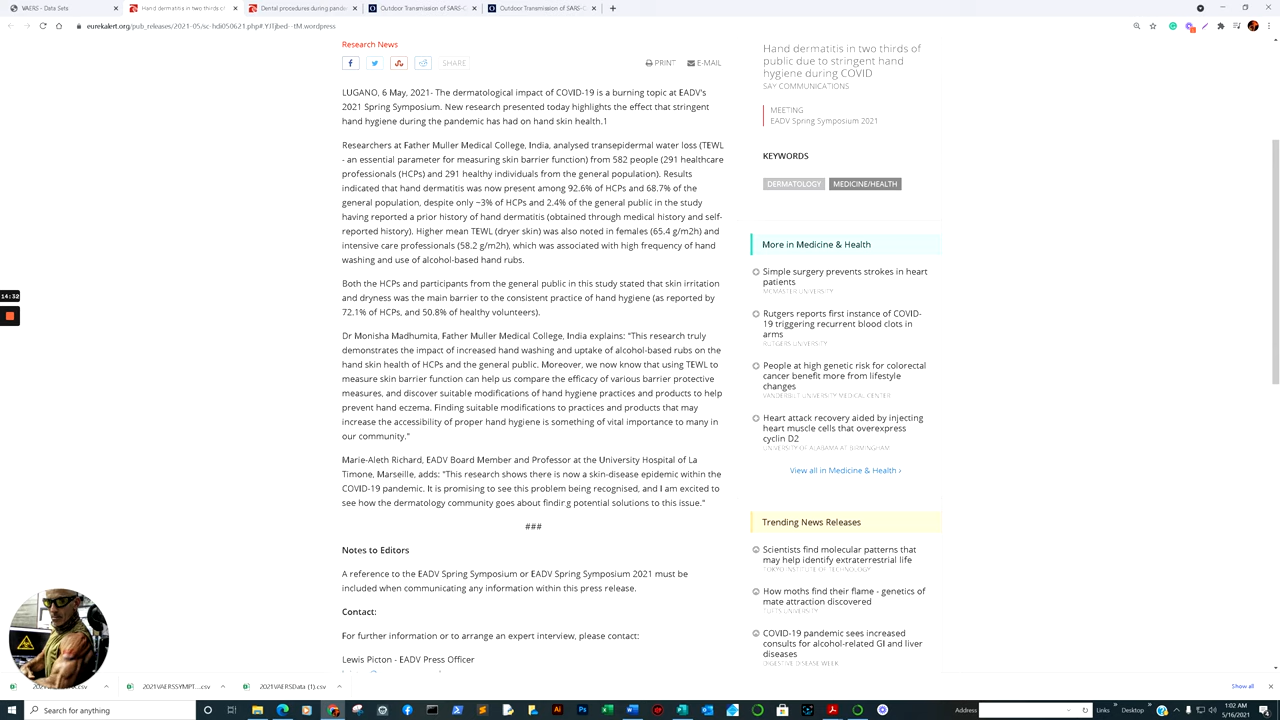 VAERS - Data Sets
Hand dermatitis in two thirds of
Dental procedures during pande
Outdoor Transmission of SARS-C
Outdoor Transmission of SARS-C
eurekalert.org/pub_releases/2021-05/sc-hdi050621.php#.YJTjbed--tM.wordpress
Research News
SHARE
PRINT
E-MAIL
LUGANO, 6 May, 2021- The dermatological impact of COVID-19 is a burning topic at EADV's
2021 Spring Symposium. New research presented today highlights the effect that stringent
hand hygiene during the pandemic has had on hand skin health.1
Researchers at Father Muller Medical College, India, analysed transepidermal water loss (TEWL
- an essential parameter for measuring skin barrier function) from 582 people (291 healthcare
professionals (HCPs) and 291 healthy individuals from the general population). Results
indicated that hand dermatitis was now present among 92.6% of HCPs and 68.7% of the
general population, despite only ~3% of HCPs and 2.4% of the general public in the study
having reported a prior history of hand dermatitis (obtained through medical history and self-
reported history). Higher mean TEWL (dryer skin) was also noted in females (65.4 g/m2h) and
intensive care professionals (58.2 g/m2h), which was associated with high frequency of hand
washing and use of alcohol-based hand rubs.
Both the HCPs and participants from the general public in this study stated that skin irritation
and dryness was the main barrier to the consistent practice of hand hygiene (as reported by
72.1% of HCPs, and 50.8% of healthy volunteers).
Dr Monisha Madhumita, Father Muller Medical College, India explains: "This research truly
demonstrates the impact of increased hand washing and uptake of alcohol-based rubs on the
hand skin health of HCPs and the general public. Moreover, we now know that using TEWL to
measure skin barrier function can help us compare the efficacy of various barrier protective
measures, and discover suitable modifications of hand hygiene practices and products to help
prevent hand eczema. Finding suitable modifications to practices and products that may
increase the accessibility of proper hand hygiene is something of vital importance to many in
our community."
Marie-Aleth Richard, EADV Board Member and Professor at the University Hospital of La
Timone, Marseille, adds: "This research shows there is now a skin-disease epidemic within the
COVID-19 pandemic. It is promising to see this problem being recognised, and I am excited to
see how the dermatology community goes about finding potential solutions to this issue."
###
Notes to Editors
A reference to the EADV Spring Symposium or EADV Spring Symposium 2021 must be
included when communicating any information within this press release.
Contact:
For further information or to arrange an expert interview, please contact:
Lewis Picton - EADV Press Officer
Hand dermatitis in two thirds of
public due to stringent hand
hygiene during COVID
SAY COMMUNICATIONS
MEETING
EADV Spring Symposium 2021
KEYWORDS
DERMATOLOGY
MEDICINE/HEALTH
More in Medicine & Health
Simple surgery prevents strokes in heart
patients
MCMASTER UNIVERSITY
Rutgers reports first instance of COVID-
19 triggering recurrent blood clots in
arms
RUTGERS UNIVERSITY
People at high genetic risk for colorectal
cancer benefit more from lifestyle
changes
VANDERBILT UNIVERSITY MEDICAL CENTER
Heart attack recovery aided by injecting
heart muscle cells that overexpress
cyclin D2
UNIVERSITY OF ALABAMA AT BIRMINGHAM
View all in Medicine & Health ›
Trending News Releases
Scientists find molecular patterns that
may help identify extraterrestrial life
TOKYO INSTITUTE OF TECHNOLOGY
How moths find their flame - genetics of
mate attraction discovered
TUFTS UNIVERSITY
COVID-19 pandemic sees increased
consults for alcohol-related GI and liver
diseases
DIGESTIVE DISEASE WEEK
14:32
2021VAERSSYMPT....csv
2021VAERSData (1).csv
Show all
Search for anything
Address
Links
Desktop
1:02 AM
5/16/2021